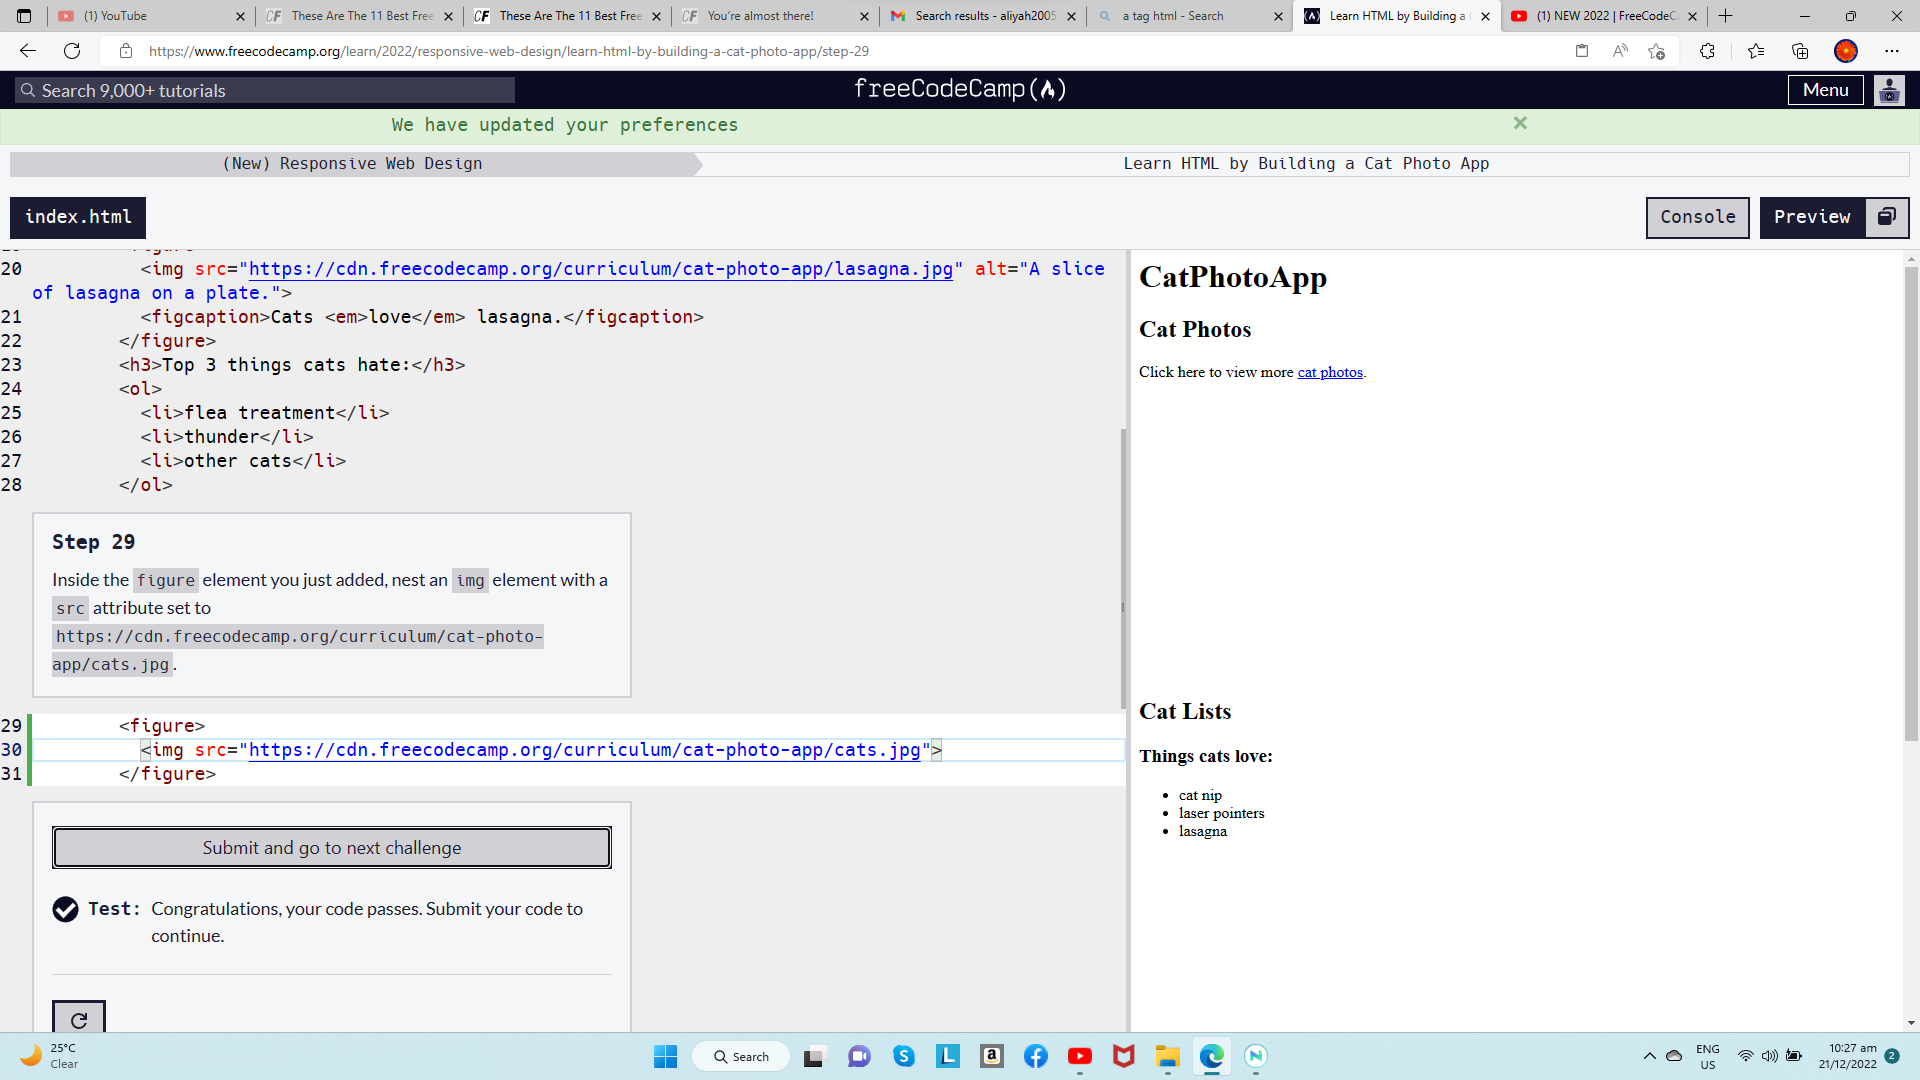 (1) YouTube
These Are The 11 Best Free
These Are The 11 Best Free
You're almost there!
Search results - aliyah2005
a tag html - Search
Learn HTML by Building a
(1) NEW 2022 | FreeCodeC
https://www.freecodecamp.org/learn/2022/responsive-web-design/learn-html-by-building-a-cat-photo-app/step-29
Search 9,000+ tutorials
freeCodeCamp
Menu
We have updated your preferences
(New) Responsive Web Design
Learn HTML by Building a Cat Photo App
index.html
Console
Preview
20 <img src="https://cdn.freecodecamp.org/curriculum/cat-photo-app/lasagna.jpg" alt="A slice
of lasagna on a plate.">
21 <figcaption>Cats <em>love</em> lasagna.</figcaption>
22 </figure>
23 <h3>Top 3 things cats hate:</h3>
24 <ol>
25 <li>flea treatment</li>
26 <li>thunder</li>
27 <li>other cats</li>
28 </ol>
Step 29
Inside the figure element you just added, nest an img element with a
src attribute set to
https://cdn.freecodecamp.org/curriculum/cat-photo-
app/cats.jpg.
29 <figure>
30 <img src="https://cdn.freecodecamp.org/curriculum/cat-photo-app/cats.jpg">
31 </figure>
Submit and go to next challenge
Test: Congratulations, your code passes. Submit your code to
continue.
CatPhotoApp
Cat Photos
Click here to view more cat photos.
Cat Lists
Things cats love:
cat nip
laser pointers
lasagna
25°C
Clear
Search
ENG
US
10:27 am
21/12/2022
2